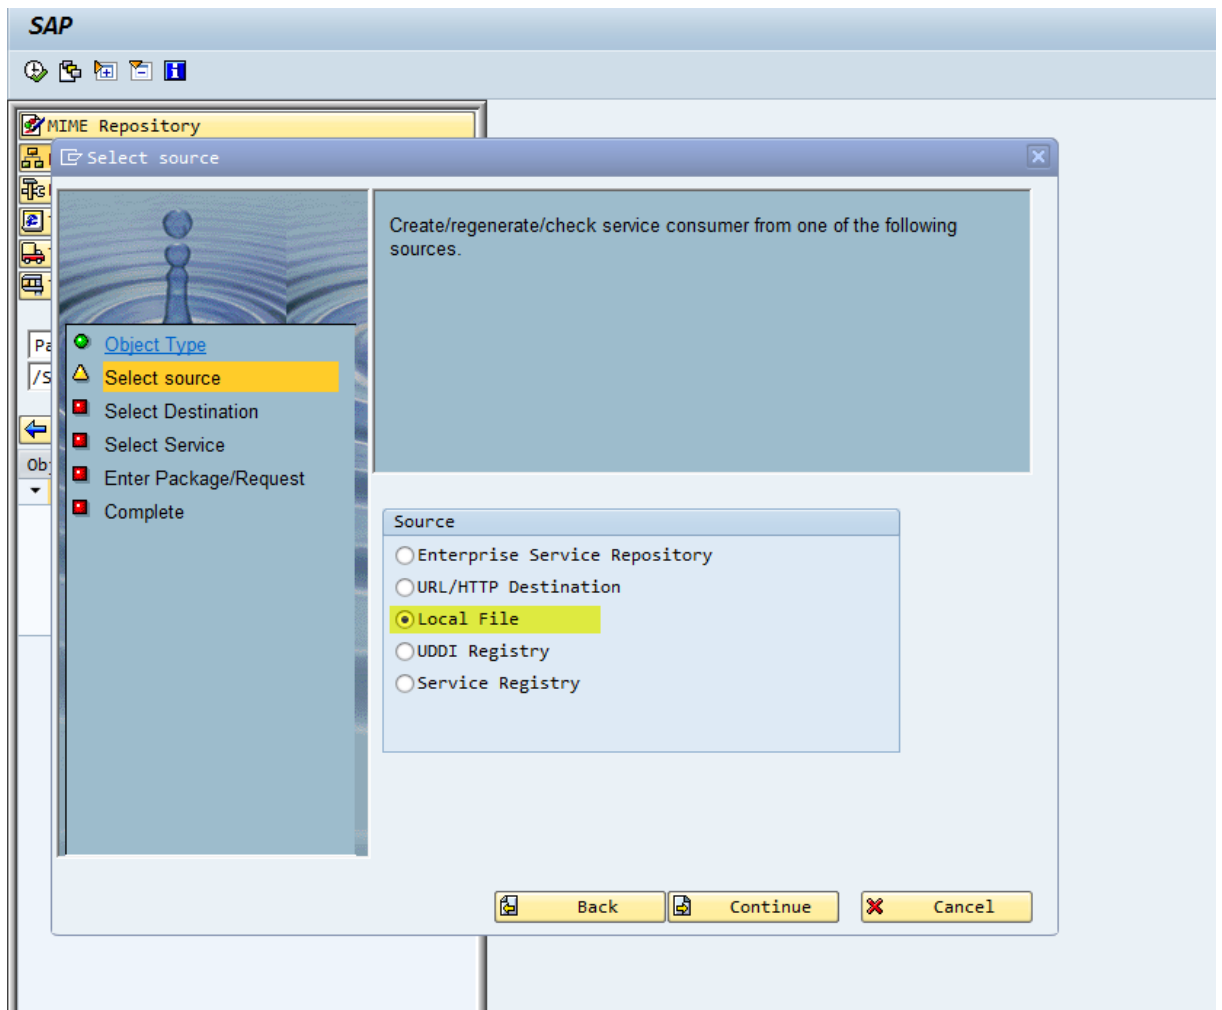 SAP
MIME Repository
Select source
Create/regenerate/check service consumer from one of the following
sources.
Object Type
Select source
Select Destination
Select Service
Enter Package/Request
Complete
/S
Source
Enterprise Service Repository
URL/HTTP Destination
Local File
UDDI Registry
Service Registry
Back Continue Cancel